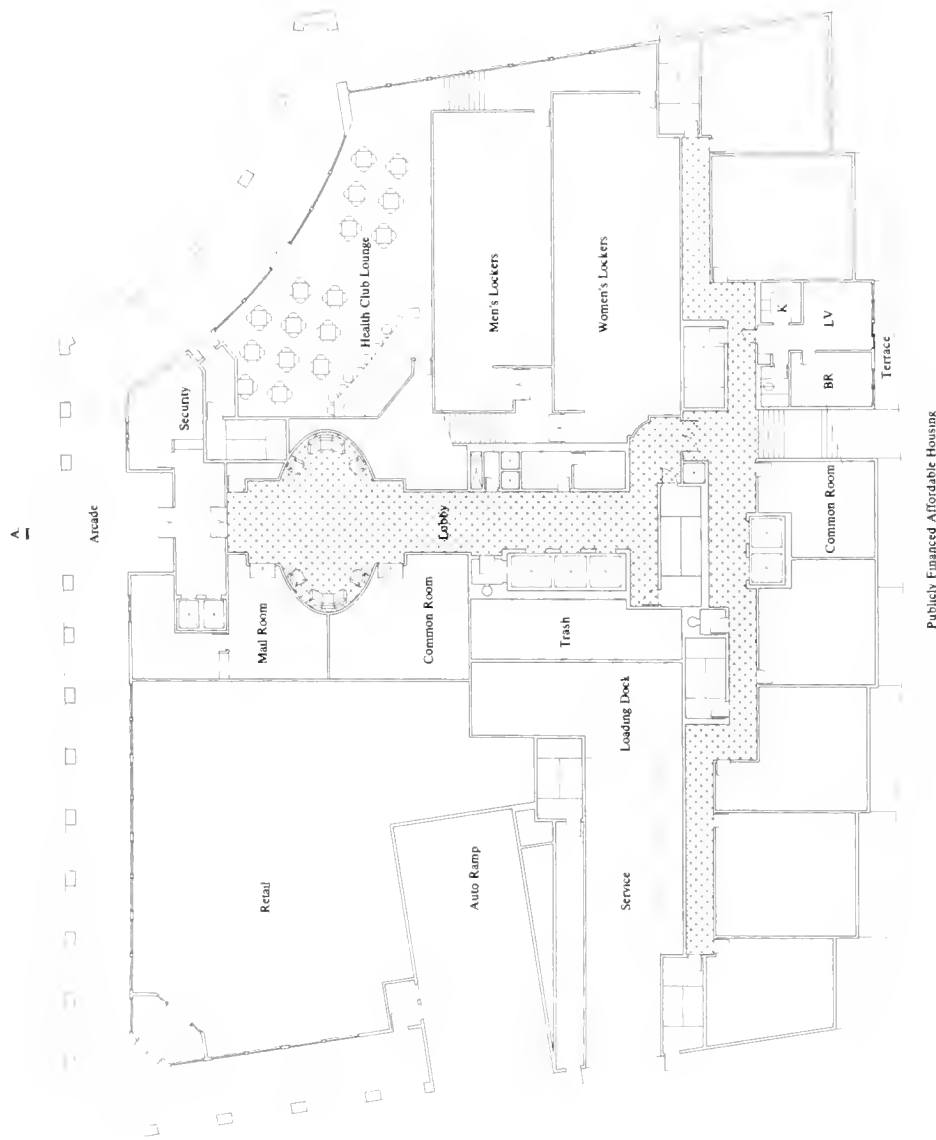 A
Arcade
Security
Health Club Lounge
Men's Lockers
Women's Lockers
K
LV
BR
Terrace
Mail Room
Lobby
Common Room
Trash
Common Room
Retail
Auto Ramp
Loading Dock
Service
Publicly Financed Affordable Housing